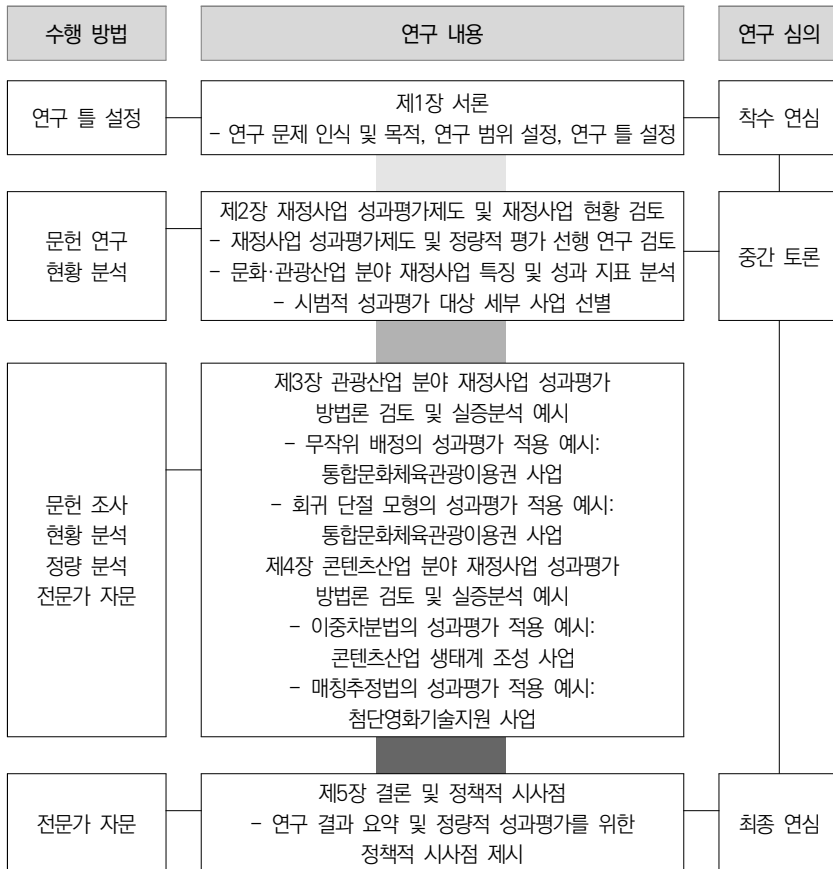 수행 방법
연구 내용
연구 심의
연구 틀 설정
제1장 서론
- 연구 문제 인식 및 목적, 연구 범위 설정, 연구 틀 설정
착수 연심
문헌 연구
현황 분석
제2장 재정사업 성과평가제도 및 재정사업 현황 검토
- 재정사업 성과평가제도 및 정량적 평가 선행 연구 검토
- 문화·관광산업 분야 재정사업 특징 및 성과 지표 분석
- 시범적 성과평가 대상 세부 사업 선별
중간 토론
문헌 조사
현황 분석
정량 분석
전문가 자문
제3장 관광산업 분야 재정사업 성과평가
방법론 검토 및 실증분석 예시
- 무작위 배정의 성과평가 적용 예시:
통합문화체육관광이용권 사업
- 회귀 단절 모형의 성과평가 적용 예시:
통합문화체육관광이용권 사업
제4장 콘텐츠산업 분야 재정사업 성과평가
방법론 검토 및 실증분석 예시
- 이중차분법의 성과평가 적용 예시:
콘텐츠산업 생태계 조성 사업
- 매칭추정법의 성과평가 적용 예시:
첨단영화기술지원 사업
전문가 자문
제5장 결론 및 정책적 시사점
- 연구 결과 요약 및 정량적 성과평가를 위한
정책적 시사점 제시
최종 연심